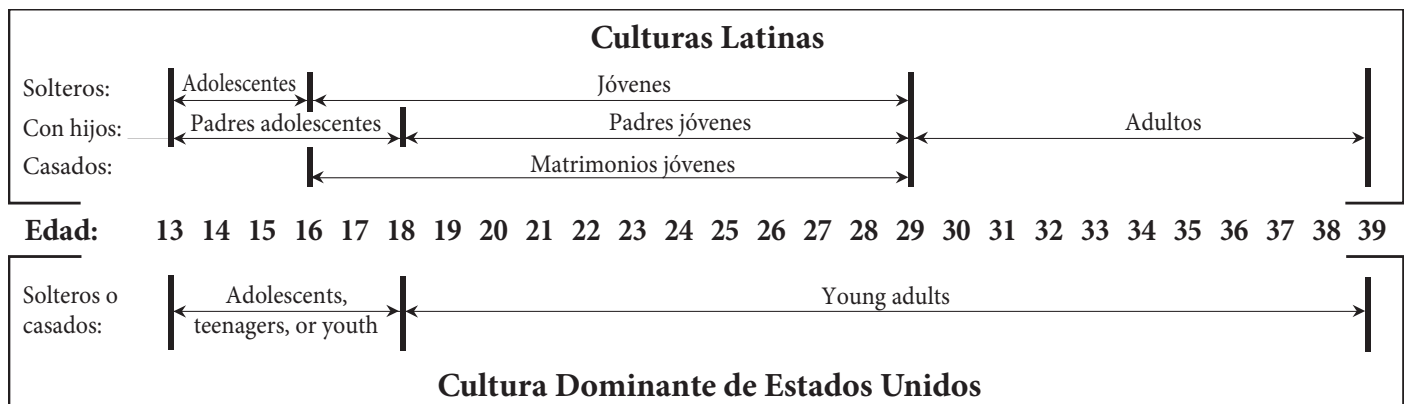 Culturas Latinas
Solteros: Adolescentes Jóvenes
Con hijos: Padres adolescentes Padres jóvenes Adultos
Casados: Matrimonios jóvenes
Edad: 13 14 15 16 17 18 19 20 21 22 23 24 25 26 27 28 29 30 31 32 33 34 35 36 37 38 39
Solteros o Adolescents, Young adults
casados: teenagers, or youth
Cultura Dominante de Estados Unidos